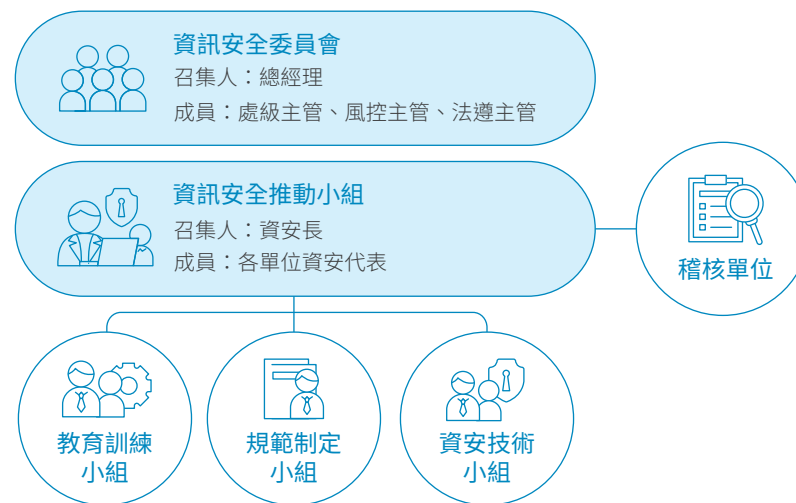 資訊安全委員會
召集人：總經理
成員：處級主管、風控主管、法遵主管
資訊安全推動小組
召集人：資安長
成員：各單位資安代表
稽核單位
教育訓練
小組
規範制定
小組
資安技術
小組